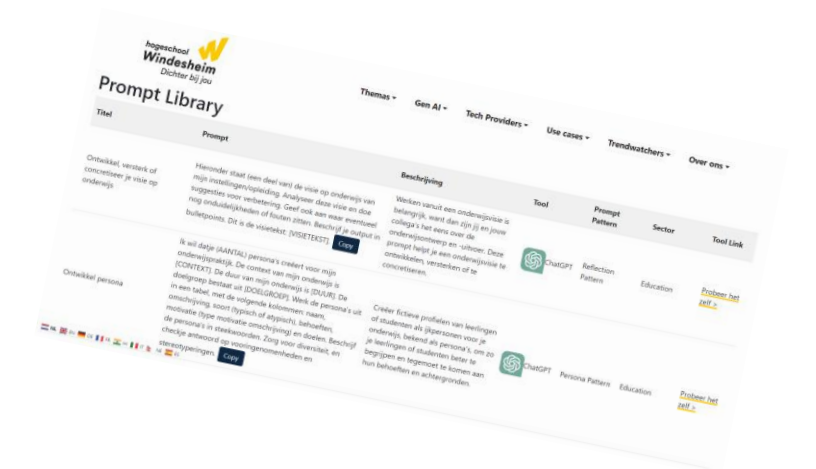 hogeschool
Windesheim
Dichter bij jou
Themas
Gen AI
Tech Providers
Use cases
Trendwatchers
Over ons
Prompt Library
Titel
Prompt
Beschrijving
Tool
Prompt
Pattern
Sector
Tool Link
Ontwikkel, versterk of
concretiseer je visie op
onderwijs
Hieronder staat (een deel van) de visie op onderwijs van
mijn instellingen/opleiding. Analyseer deze visie en doe
suggesties voor verbetering. Geef ook aan waar eventueel
nog onduidelijkheden of fouten zitten. Beschrijf je output in
bulletpoints. Dit is de visietekst: [VISIETEKST].
Copy
Werken vanuit een onderwijsvisie is
belangrijk, want dan zijn jij en jouw
collega's het eens over de
onderwijsontwerp en -uitvoer. Deze
prompt helpt je een onderwijsvisie te
ontwikkelen, versterken of te
concretiseren.
ChatGPT
Reflection
Pattern
Education
Probeer het
zelf >
Ontwikkel persona
Ik wil datje (AANTAL) persona's creëert voor mijn
onderwijspraktijk. De context van mijn onderwijs is
[CONTEXT]. De duur van mijn onderwijs is [DUUR]. De
doelgroep bestaat uit [DOELGROEP]. Werk de persona's uit
in een tabel, met de volgende kolommen: naam,
omschrijving, soort (typisch of atypisch), behoeften,
motivatie (type motivatie omschrijving) en doelen. Beschrijf
de persona's in steekwoorden. Zorg voor diversiteit, en
checkje antwoord op vooringenomenheden en
stereotyperingen.
Copy
Creëer fictieve profielen van leerlingen
of studenten als ijkpersonen voor je
onderwijs, bekend als persona's, om zo
je leerlingen of studenten beter te
begrijpen en tegemoet te komen aan
hun behoeften en achtergronden.
ChatGPT
Persona Pattern
Education
Probeer het
zelf >
NL